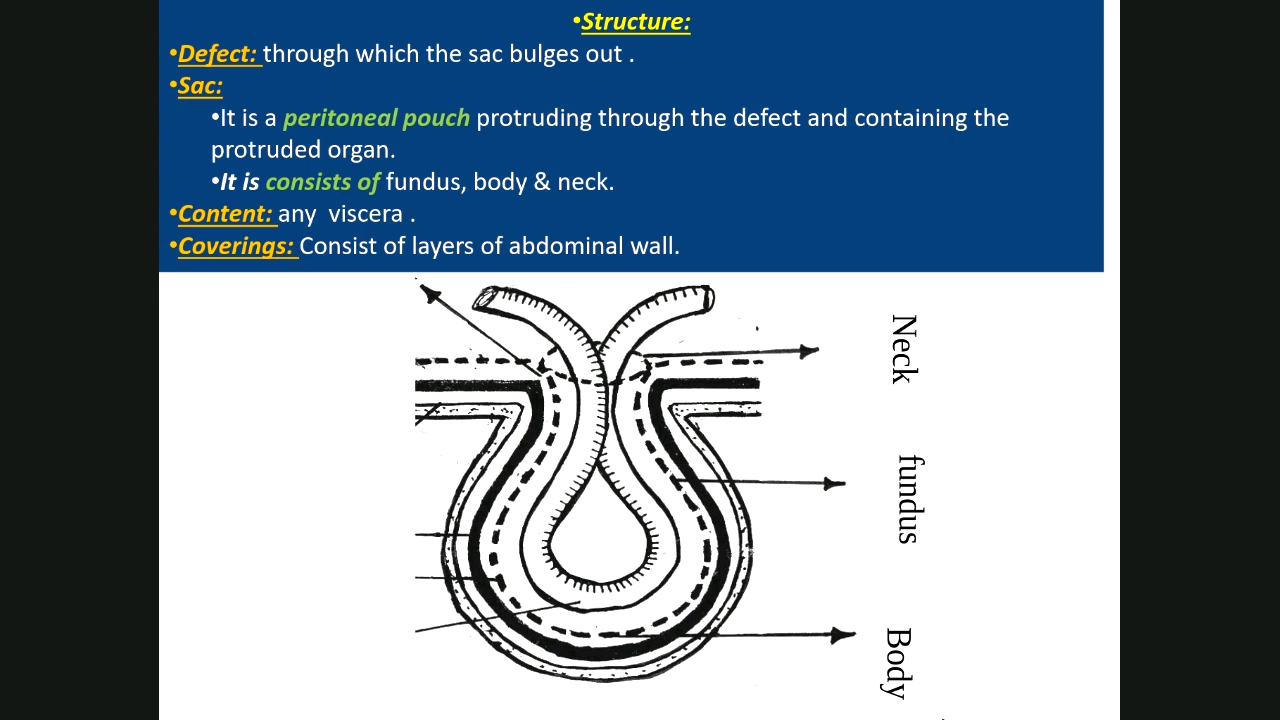 •Structure:
•Defect: through which the sac bulges out .
•Sac:
•It is a peritoneal pouch protruding through the defect and containing the
protruded organ.
•It is consists of fundus, body & neck.
•Content: any  viscera .
•Coverings: Consist of layers of abdominal wall.
Neck
fundus
Body